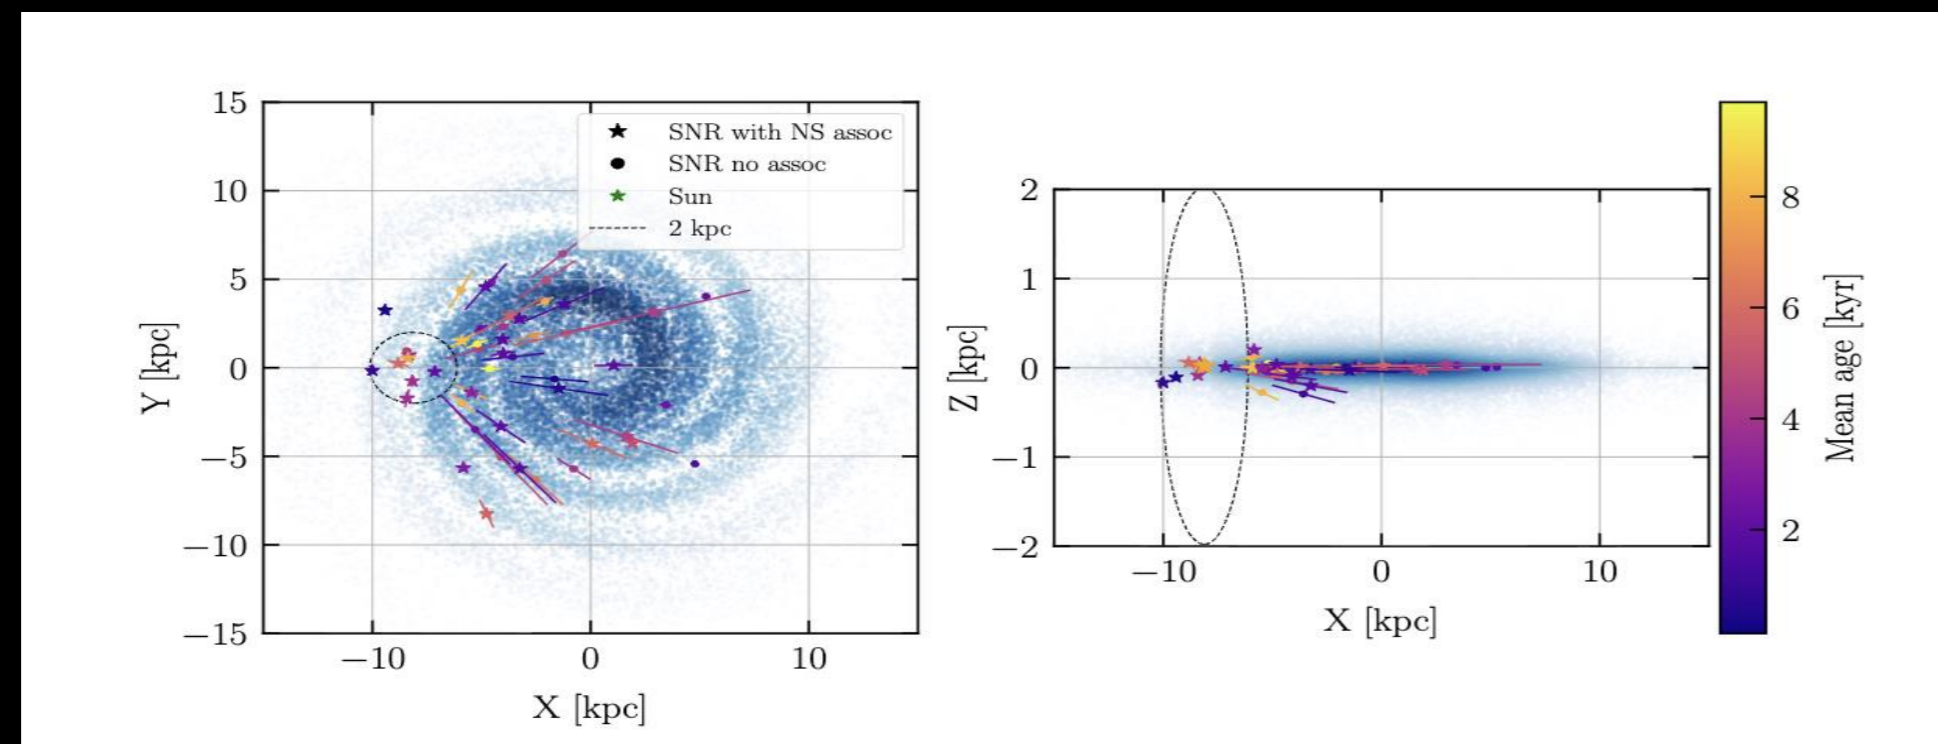 15
10
5
0
−5
−10
−15
−10
0
10
X [kpc]
Y [kpc]
SNR with NS assoc
SNR no assoc
Sun
2 kpc
2
1
0
−1
−2
−10
0
10
X [kpc]
Z [kpc]
8
6
4
2
Mean age [kyr]